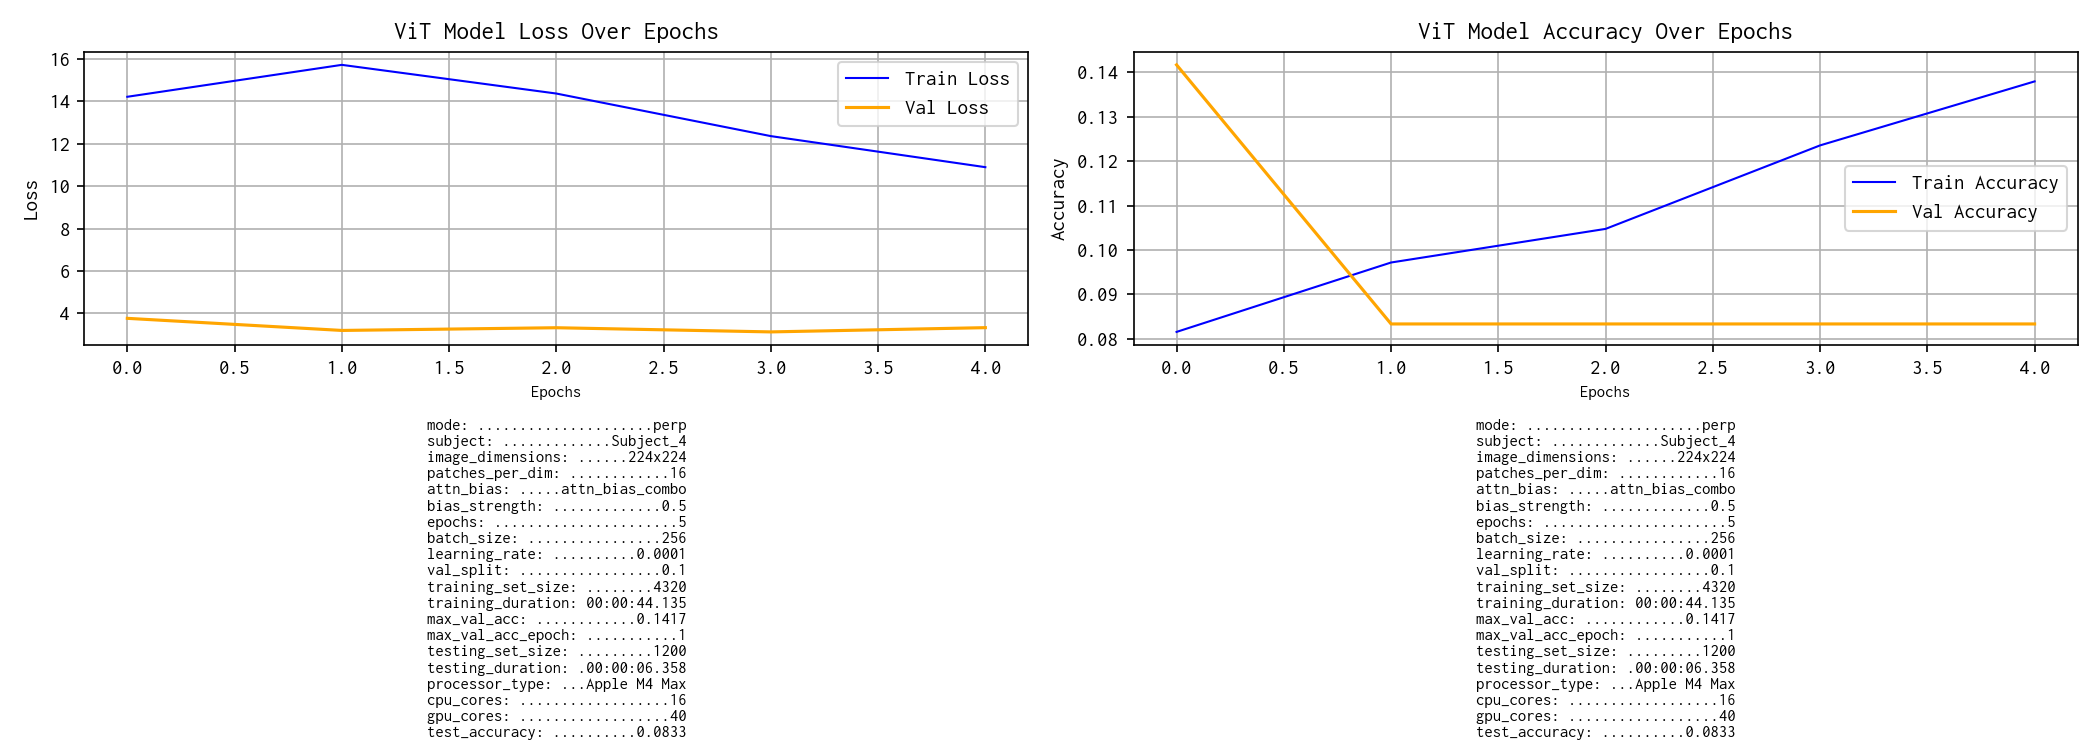 ViT Model Loss Over Epochs
16
14
12
10
8
6
4
Loss
Train Loss
Val Loss
0.0 0.5 1.0 1.5 2.0 2.5 3.0 3.5 4.0
Epochs
mode: .....................perp
subject: .............Subject_4
image_dimensions: ......224x224
patches_per_dim: ............16
attn_bias: .....attn_bias_combo
bias_strength: .............0.5
epochs: ......................5
batch_size: ................256
learning_rate: ..........0.0001
val_split: .................0.1
training_set_size: ........4320
training_duration: 00:00:44.135
max_val_acc: ............0.1417
max_val_acc_epoch: ...........1
testing_set_size: .........1200
testing_duration: .00:00:06.358
processor_type: ...Apple M4 Max
cpu_cores: ..................16
gpu_cores: ..................40
test_accuracy: ..........0.0833
ViT Model Accuracy Over Epochs
0.14
0.13
0.12
0.11
0.10
0.09
0.08
Accuracy
Train Accuracy
Val Accuracy
0.0 0.5 1.0 1.5 2.0 2.5 3.0 3.5 4.0
Epochs
mode: .....................perp
subject: .............Subject_4
image_dimensions: ......224x224
patches_per_dim: ............16
attn_bias: .....attn_bias_combo
bias_strength: .............0.5
epochs: ......................5
batch_size: ................256
learning_rate: ..........0.0001
val_split: .................0.1
training_set_size: ........4320
training_duration: 00:00:44.135
max_val_acc: ............0.1417
max_val_acc_epoch: ...........1
testing_set_size: .........1200
testing_duration: .00:00:06.358
processor_type: ...Apple M4 Max
cpu_cores: ..................16
gpu_cores: ..................40
test_accuracy: ..........0.0833